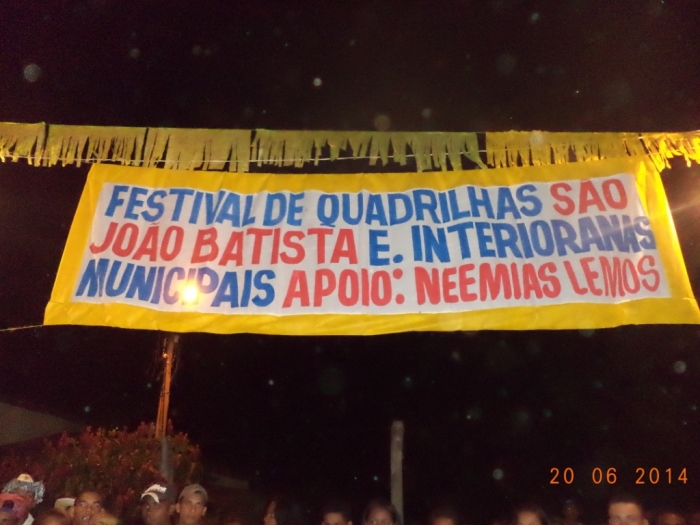 FESTIVAL DE QUADRILHAS SÃO
JOÃO BATISTA E. INTERIORANAS
MUNICIPAIS APOIO: NEEMIAS LEMOS
20 06 2014